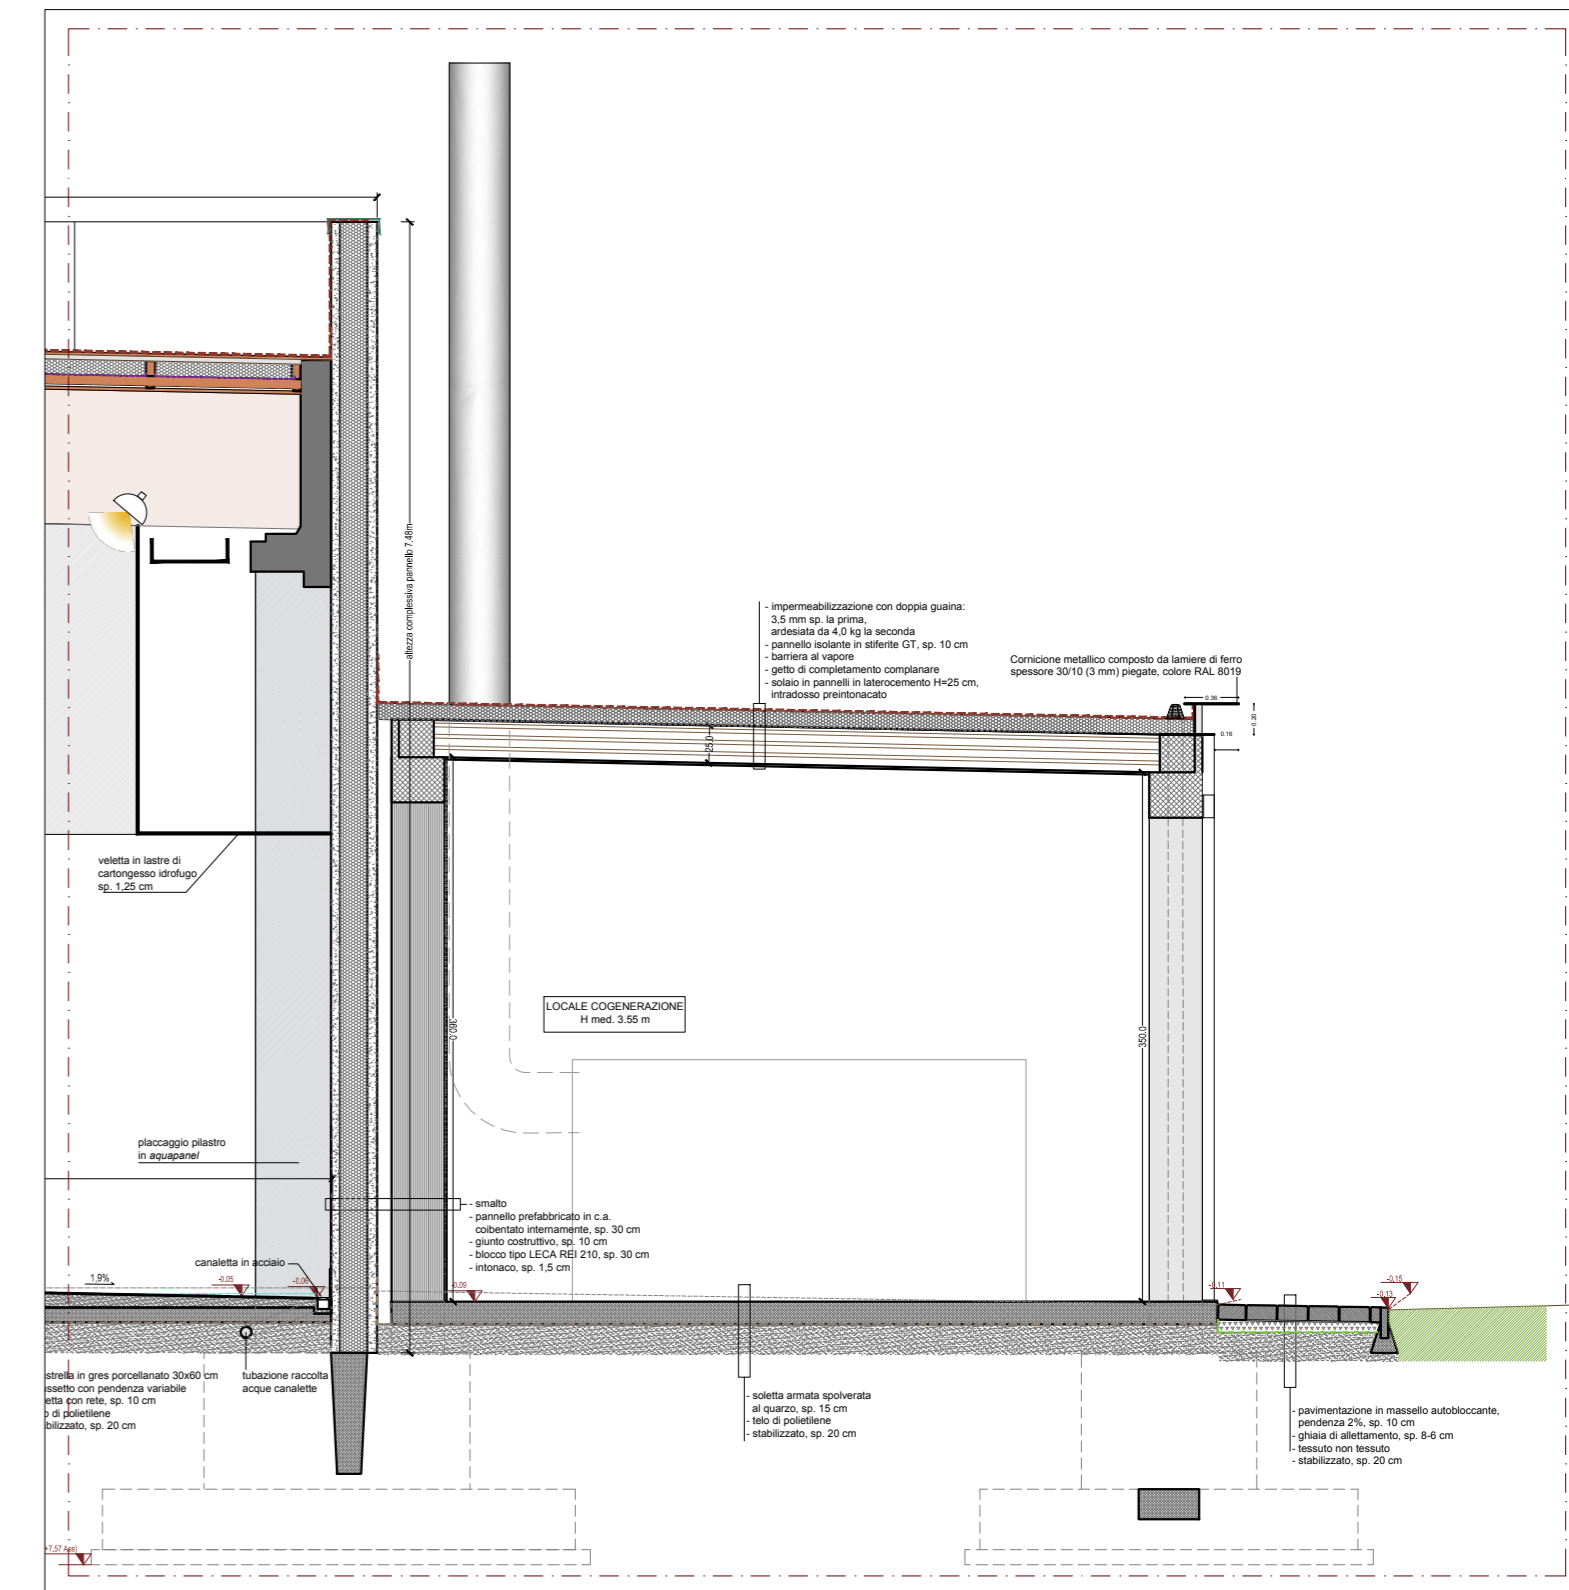 altezza complessiva pannello 7.48m
- impermeabilizzazione con doppia guaina:
3,5 mm sp. la prima,
ardesiata da 4,0 kg la seconda
- pannello isolante in stiferite GT, sp. 10 cm
- barriera al vapore
- getto di completamento complanare
- solaio in pannelli in laterocemento H=25 cm,
intradosso preintonacato
Cornicione metallico composto da lamiere di ferro
spessore 30/10 (3 mm) piegate, colore RAL 8019
0.36
0.20
0.16
25.0
veletta in lastre di
cartongesso idrofugo
sp. 1,25 cm
LOCALE COGENERAZIONE
H med. 3.55 m
360.0
350.0
placcaggio pilastro
in aquapanel
- smalto
- pannello prefabbricato in c.a.
coibentato internamente, sp. 30 cm
- giunto costruttivo, sp. 10 cm
- blocco tipo LECA REI 210, sp. 30 cm
- intonaco, sp. 1,5 cm
canaletta in acciaio
1,9%
-0.05
-0.06
-0.09
-0.11
-0.15
-0.13
strella in gres porcellanato 30x60 cm
ssetto con pendenza variabile
etta con rete, sp. 10 cm
o di polietilene
bilizzato, sp. 20 cm
tubazione raccolta
acque canalette
- soletta armata spolverata
al quarzo, sp. 15 cm
- telo di polietilene
- stabilizzato, sp. 20 cm
- pavimentazione in massello autobloccante,
pendenza 2%, sp. 10 cm
- ghiaia di allettamento, sp. 8-6 cm
- tessuto non tessuto
- stabilizzato, sp. 20 cm
+7,57 Ass)